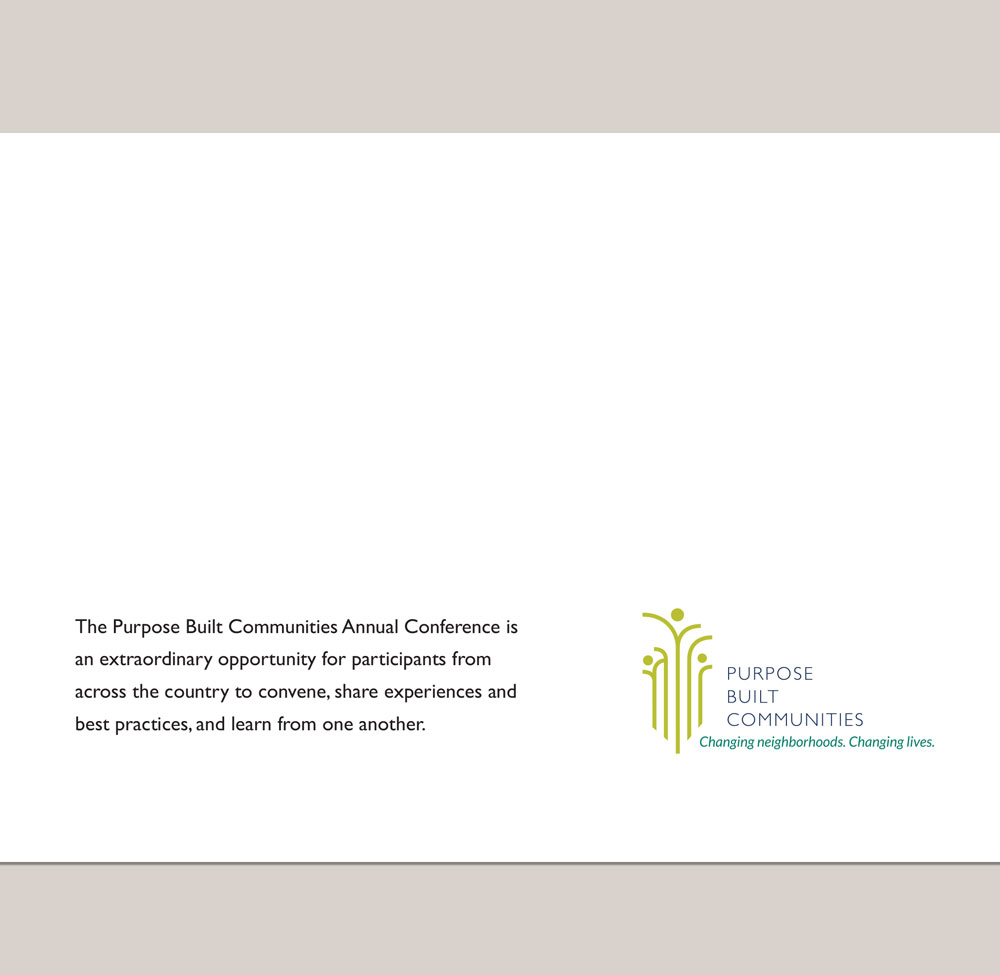 The Purpose Built Communities Annual Conference is
an extraordinary opportunity for participants from
across the country to convene, share experiences and
best practices, and learn from one another.
PURPOSE
BUILT
COMMUNITIES
Changing neighborhoods. Changing lives.